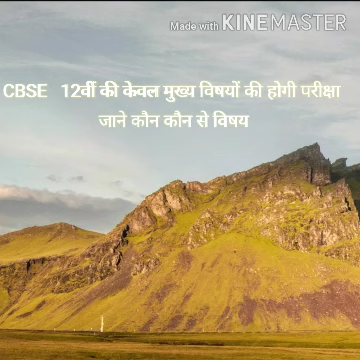 Made with KINEMASTER
CBSE 12वीं की केवल मुख्य विषयों की होगी परीक्षा
जाने कौन कौन से विषय